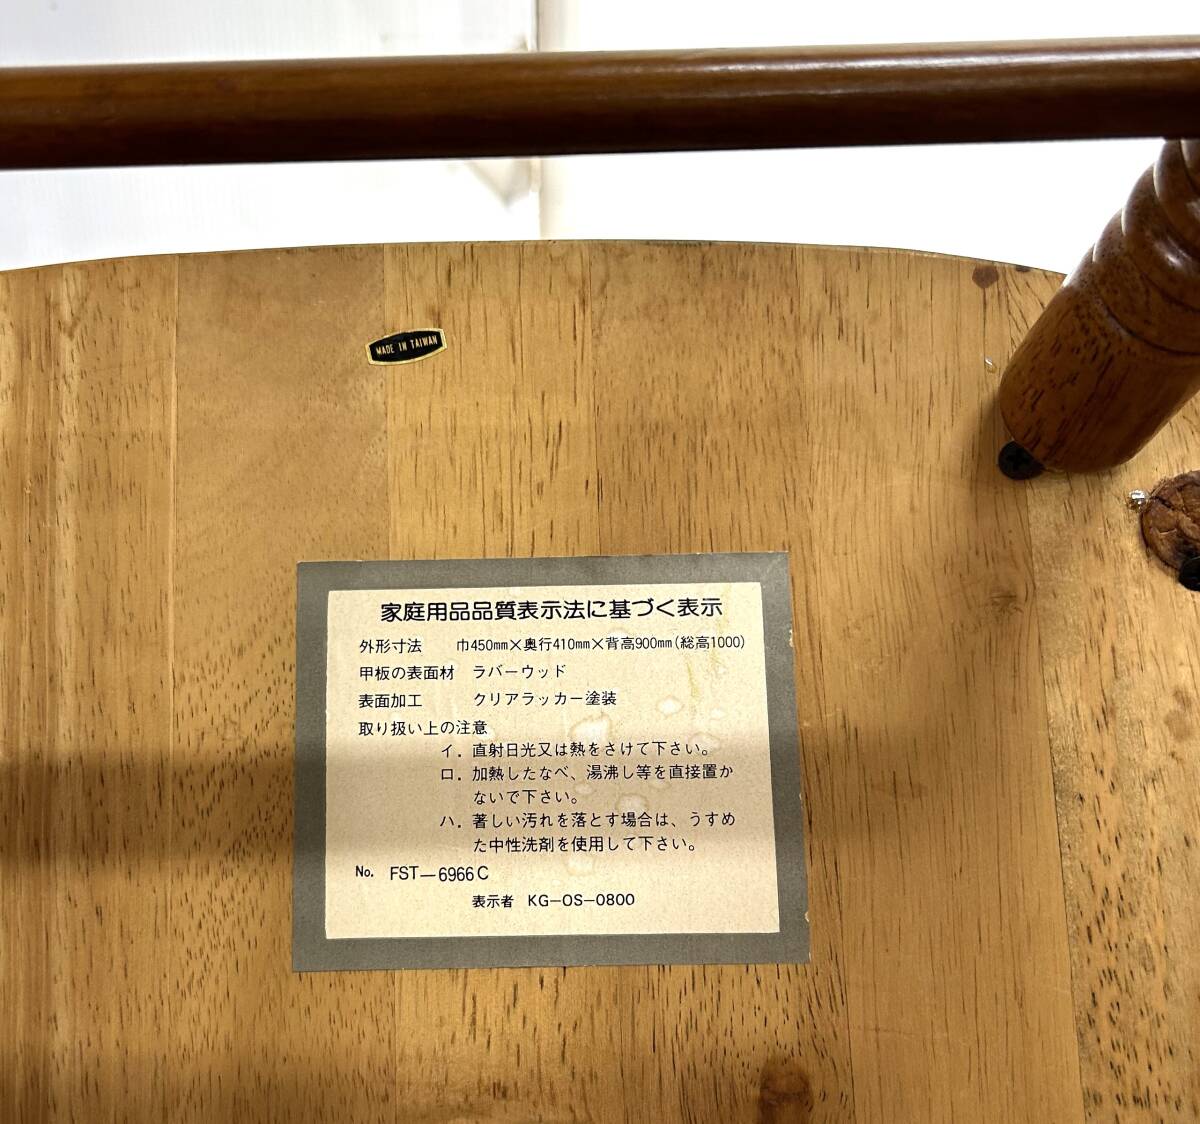 MADE IN TAIWAN
家庭用品品質表示法に基づく表示
外形寸法 巾450mm×奥行410mm×背高900mm(総高1000)
甲板の表面材 ラバーウッド
表面加工 クリアラッカー塗装
取り扱い上の注意
イ. 直射日光又は熱をさけて下さい。
ロ. 加熱したなべ、湯沸し等を直接置か
ないで下さい。
ハ. 著しい汚れを落とす場合は、うすめ
た中性洗剤を使用して下さい。
No. FST-6966C
表示者 KG-OS-0800